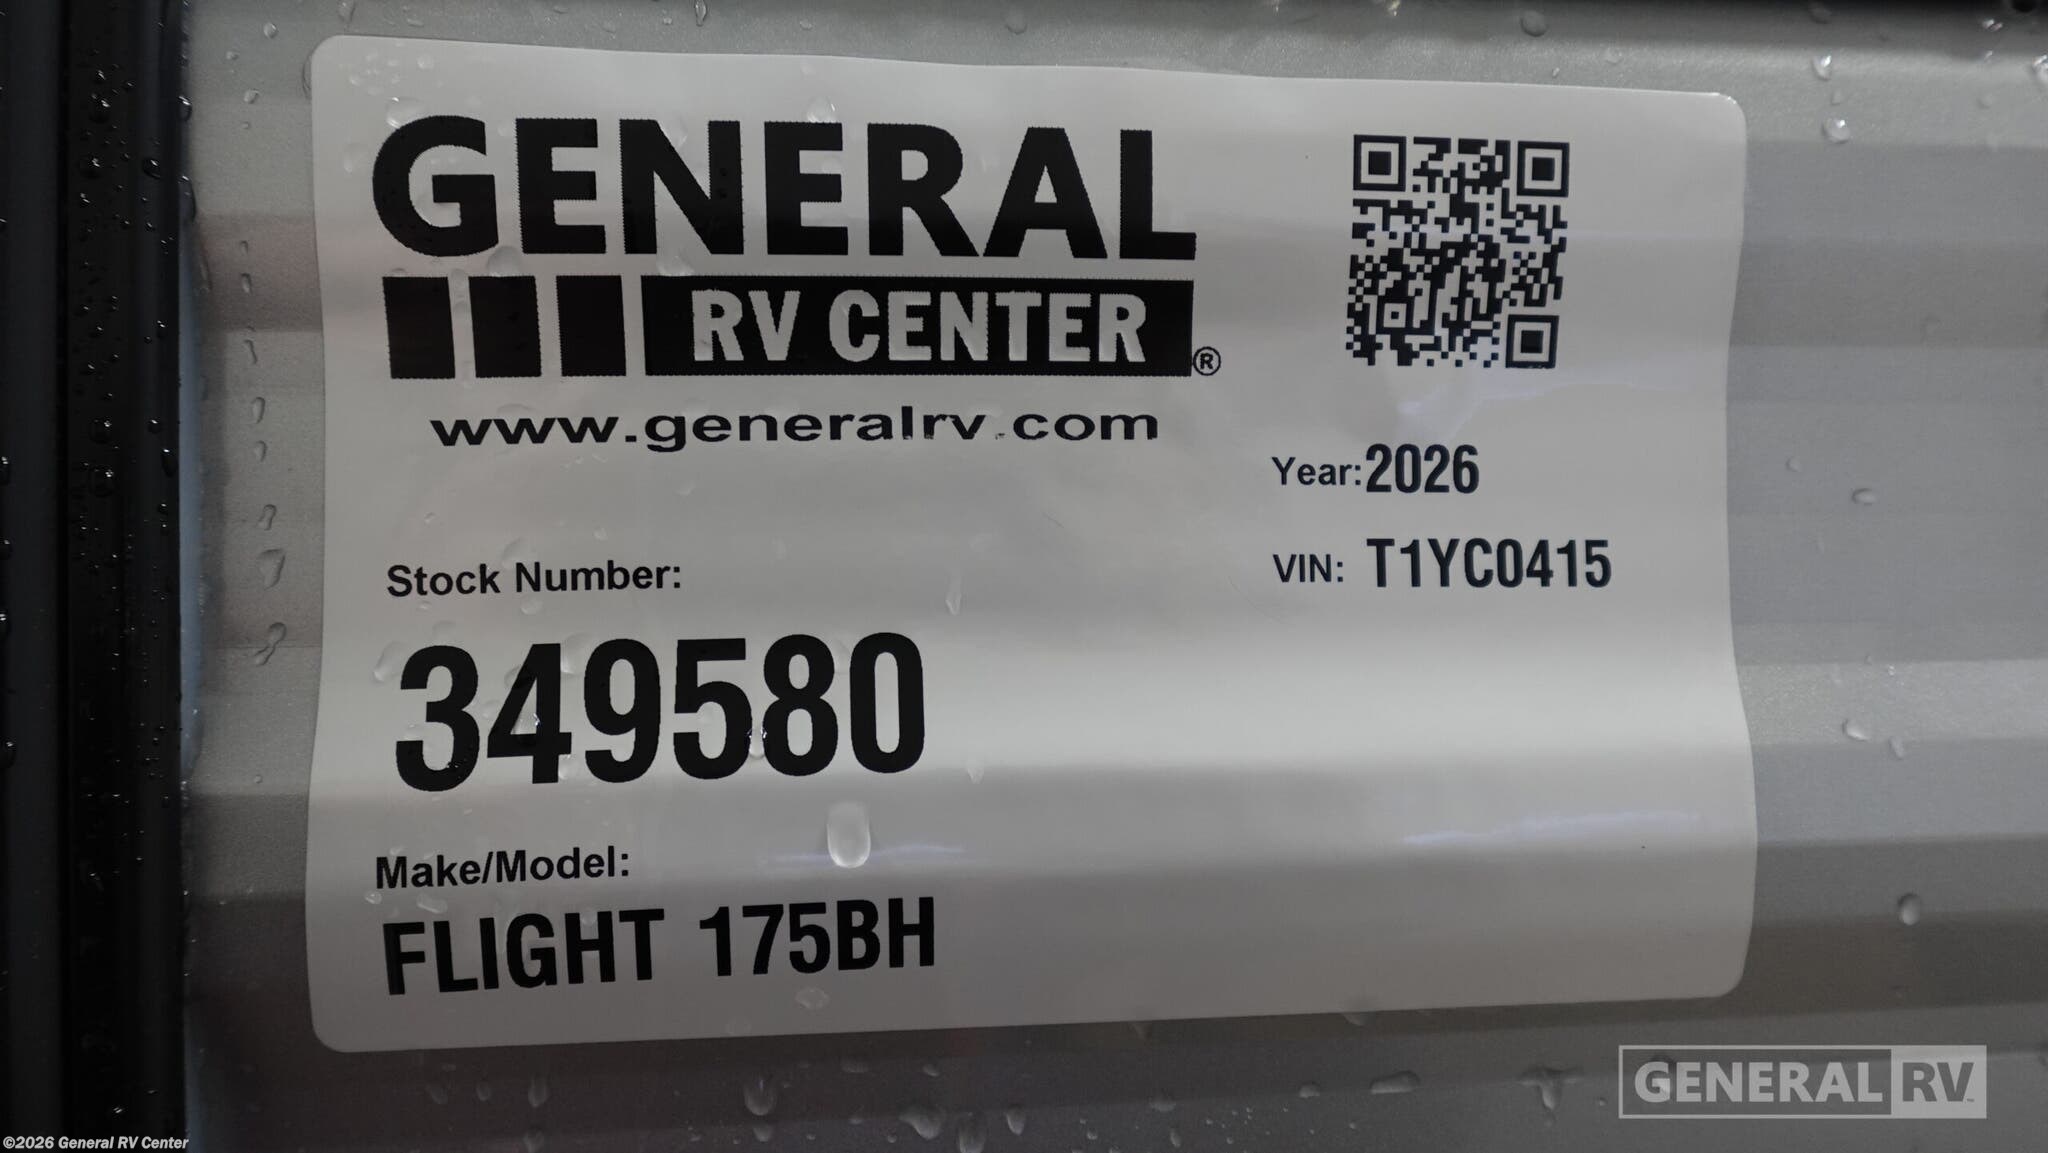 GENERAL
RV CENTER®
www.generalrv.com
Year: 2026
VIN: T1YC0415
Stock Number:
349580
Make/Model:
FLIGHT 175BH
GENERAL RV
©2026 General RV Center